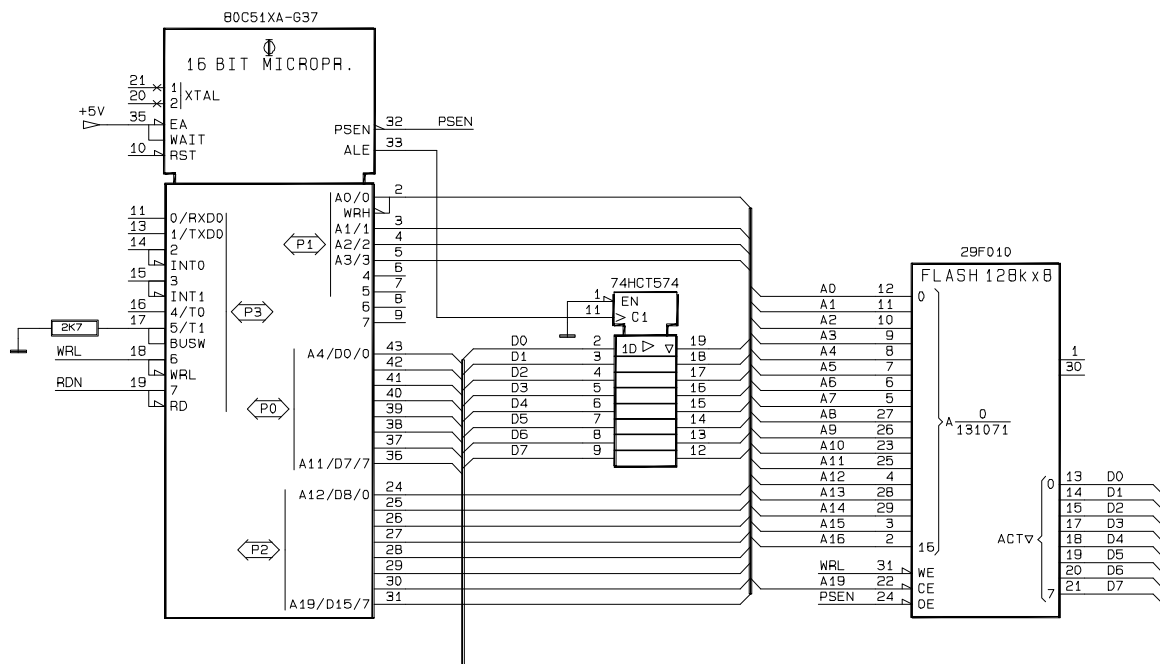 80C51XA-G37
16 BIT MICROPR.
21
1
20
2
XTAL
+5V
35
EA
WAIT
10
RST
PSEN
32
PSEN
ALE
33
A0/0
2
WRH
A1/1
3
A2/2
4
A3/3
5
4
6
5
7
6
8
7
9
P1
11
0/RXD0
13
1/TXD0
14
2
INT0
15
3
INT1
16
4/T0
17
5/T1
BUSW
2K7
WRL
18
6
WRL
RDN
19
7
RD
P3
A4/D0/0
43
42
41
40
39
38
37
A11/D7/7
36
P0
A12/D8/0
24
25
26
27
28
29
30
A19/D15/7
31
P2
74HCT574
1
EN
11
C1
D0
2
1D
19
D1
3
18
D2
4
17
D3
5
16
D4
6
15
D5
7
14
D6
8
13
D7
9
12
29F010
FLASH 128kx8
A0
12
0
A1
11
A2
10
A3
9
A4
8
A5
7
A6
6
A7
5
A8
27
A9
26
A10
23
A11
25
A12
4
A13
28
A14
29
A15
3
A16
2
16
A
0
131071
WRL
31
WE
A19
22
CE
PSEN
24
OE
1
30
ACT
0
13
D0
14
D1
15
D2
17
D3
18
D4
19
D5
20
D6
7
21
D7